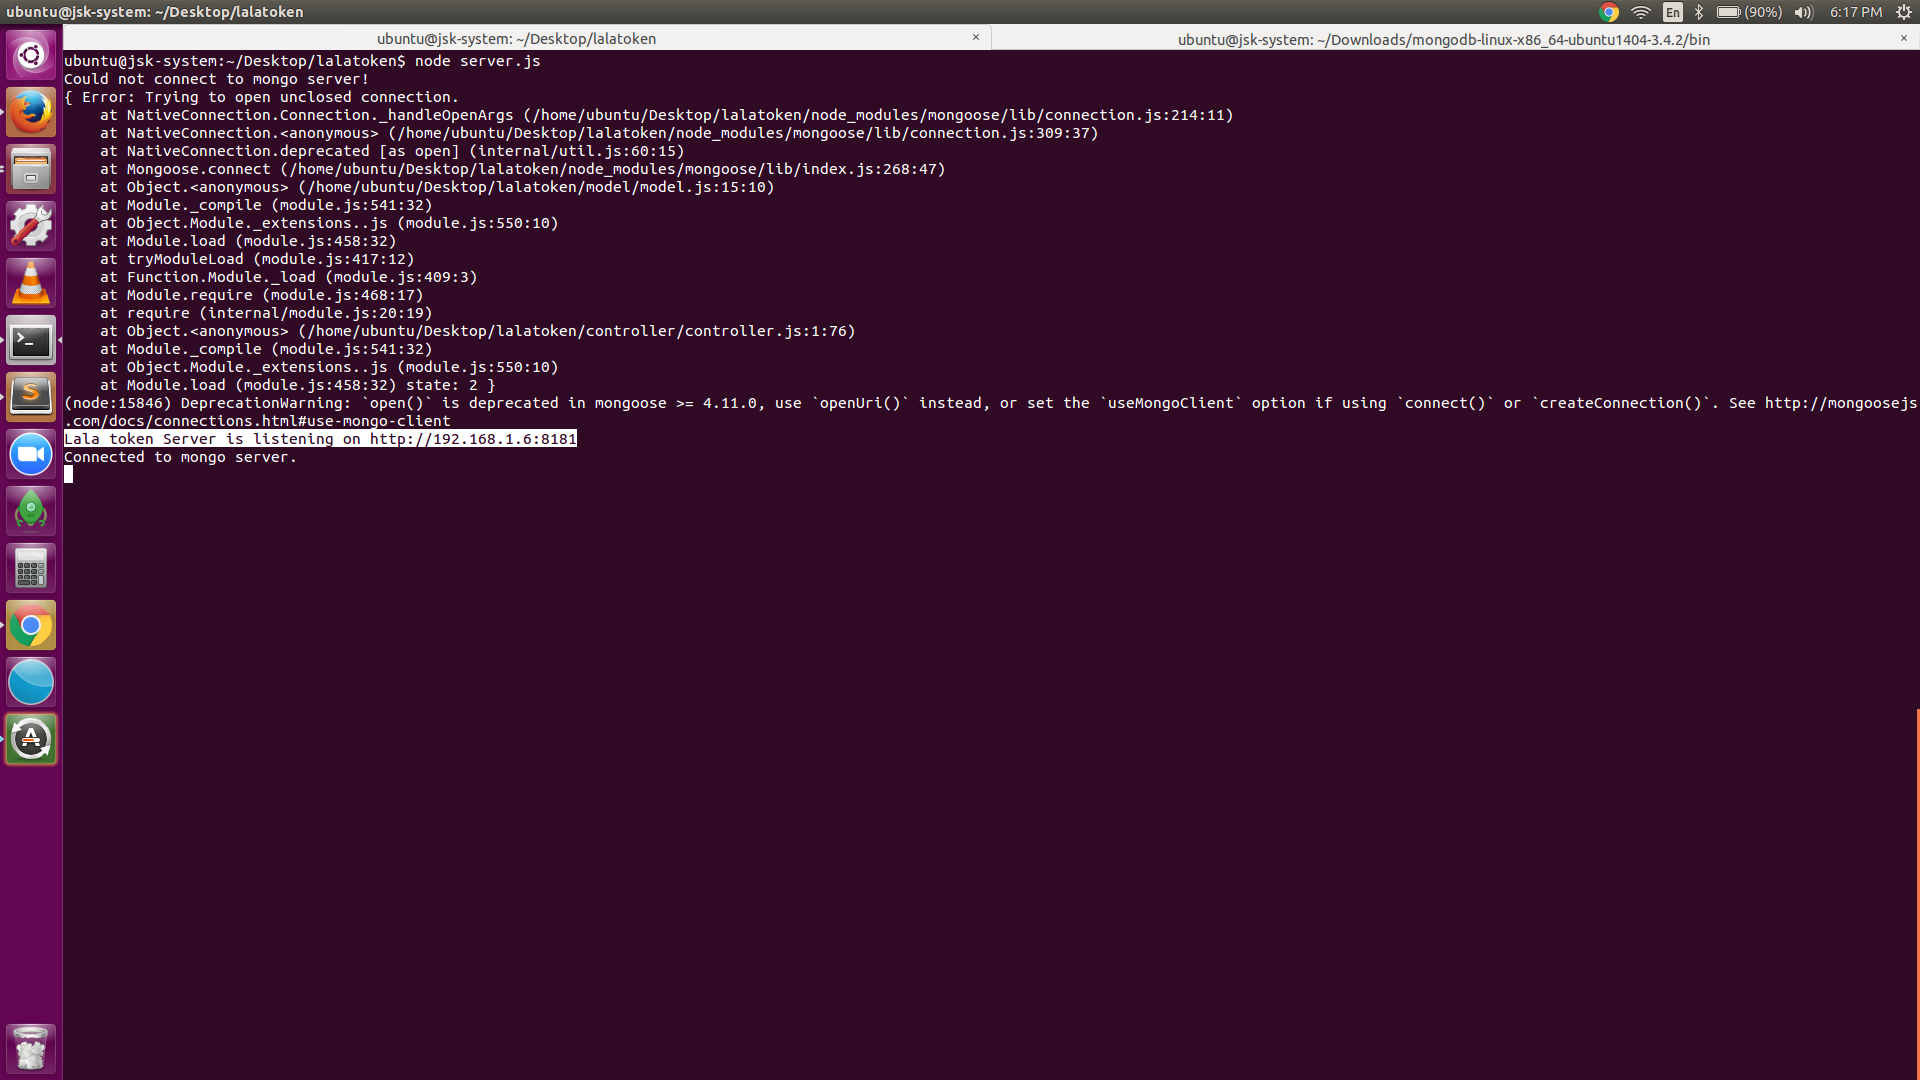 ubuntu@jsk-system: ~/Desktop/lalatoken
En
(90%)
6:17 PM
ubuntu@jsk-system: ~/Desktop/lalatoken ×
ubuntu@jsk-system: ~/Downloads/mongodb-linux-x86_64-ubuntu1404-3.4.2/bin ×
ubuntu@jsk-system:~/Desktop/lalatoken$ node server.js
Could not connect to mongo server!
{ Error: Trying to open unclosed connection.
    at NativeConnection.Connection._handleOpenArgs (/home/ubuntu/Desktop/lalatoken/node_modules/mongoose/lib/connection.js:214:11)
    at NativeConnection.<anonymous> (/home/ubuntu/Desktop/lalatoken/node_modules/mongoose/lib/connection.js:309:37)
    at NativeConnection.deprecated [as open] (internal/util.js:60:15)
    at Mongoose.connect (/home/ubuntu/Desktop/lalatoken/node_modules/mongoose/lib/index.js:268:47)
    at Object.<anonymous> (/home/ubuntu/Desktop/lalatoken/model/model.js:15:10)
    at Module._compile (module.js:541:32)
    at Object.Module._extensions..js (module.js:550:10)
    at Module.load (module.js:458:32)
    at tryModuleLoad (module.js:417:12)
    at Function.Module._load (module.js:409:3)
    at Module.require (module.js:468:17)
    at require (internal/module.js:20:19)
    at Object.<anonymous> (/home/ubuntu/Desktop/lalatoken/controller/controller.js:1:76)
    at Module._compile (module.js:541:32)
    at Object.Module._extensions..js (module.js:550:10)
    at Module.load (module.js:458:32) state: 2 }
(node:15846) DeprecationWarning: `open()` is deprecated in mongoose >= 4.11.0, use `openUri()` instead, or set the `useMongoClient` option if using `connect()` or `createConnection()`. See http://mongoosejs
.com/docs/connections.html#use-mongo-client
Lala token Server is listening on http://192.168.1.6:8181
Connected to mongo server.